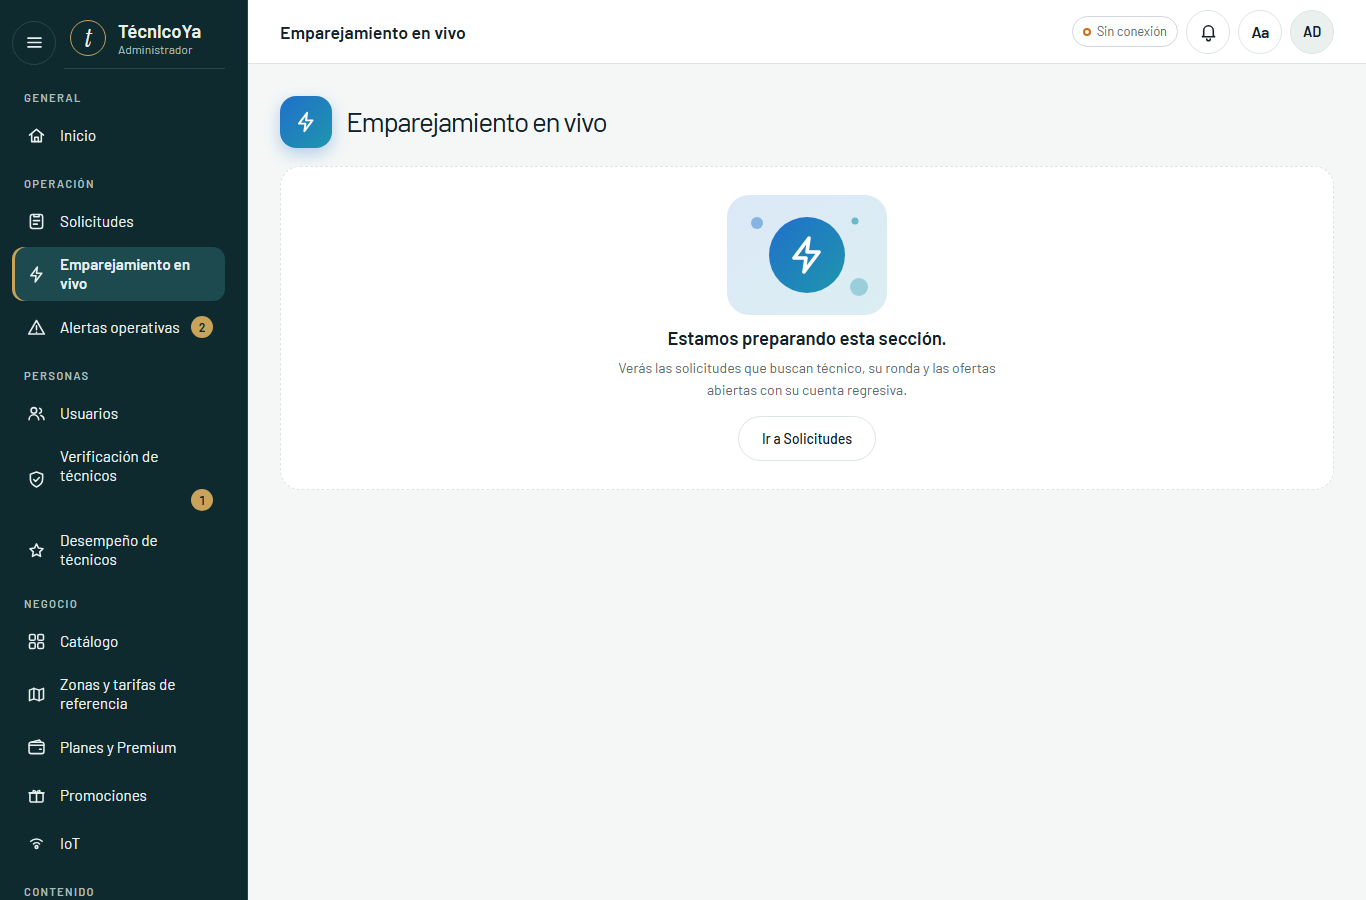 t
TécnicoYa
Administrador
GENERAL
Inicio
OPERACIÓN
Solicitudes
Emparejamiento en
vivo
Alertas operativas 2
PERSONAS
Usuarios
Verificación de
técnicos
1
Desempeño de
técnicos
NEGOCIO
Catálogo
Zonas y tarifas de
referencia
Planes y Premium
Promociones
IoT
CONTENIDO
Emparejamiento en vivo
Sin conexión
Aa
AD
Emparejamiento en vivo
Estamos preparando esta sección.
Verás las solicitudes que buscan técnico, su ronda y las ofertas
abiertas con su cuenta regresiva.
Ir a Solicitudes